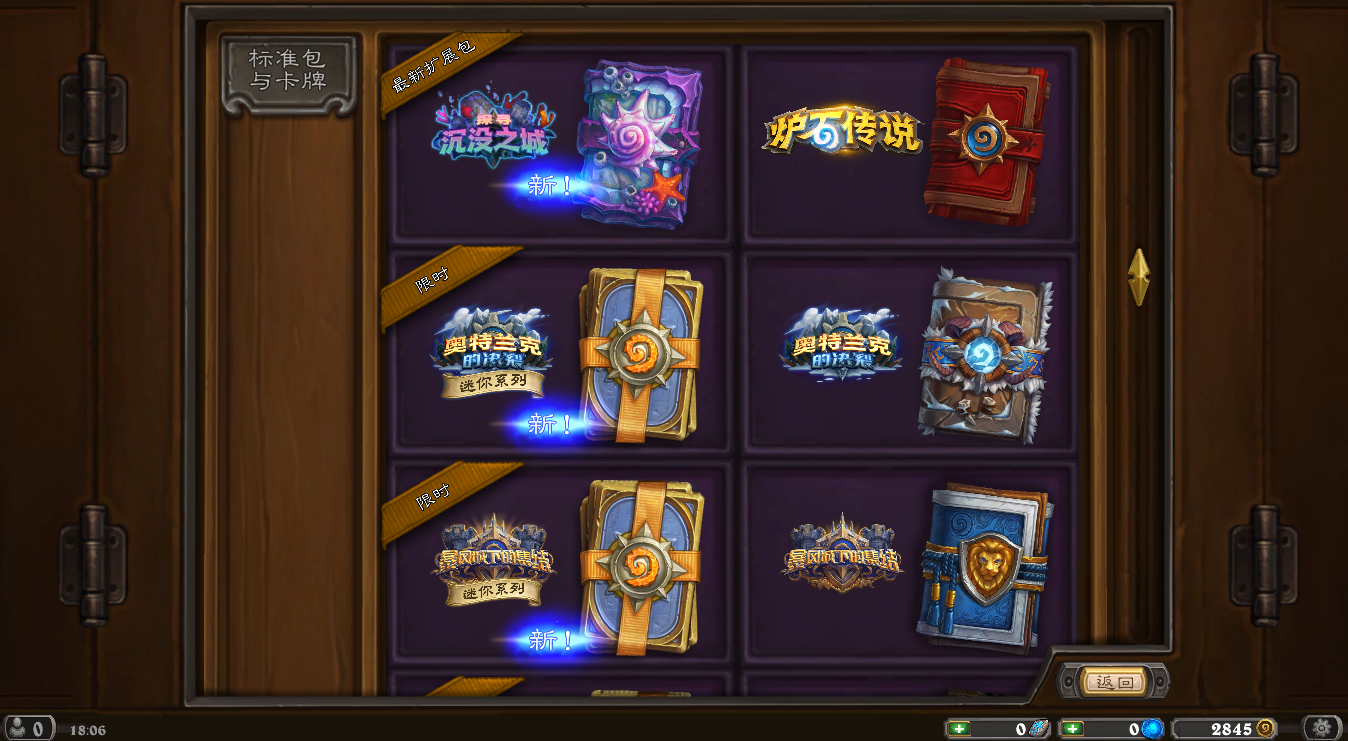 标准包
与卡牌
最新扩展包
探寻
沉没之城
新！
炉石传说
限时
奥特兰克
的决裂
迷你系列
新！
奥特兰克
的决裂
限时
暴风城下的集结
迷你系列
新！
暴风城下的集结
返回
0
18:06
0
0
2845